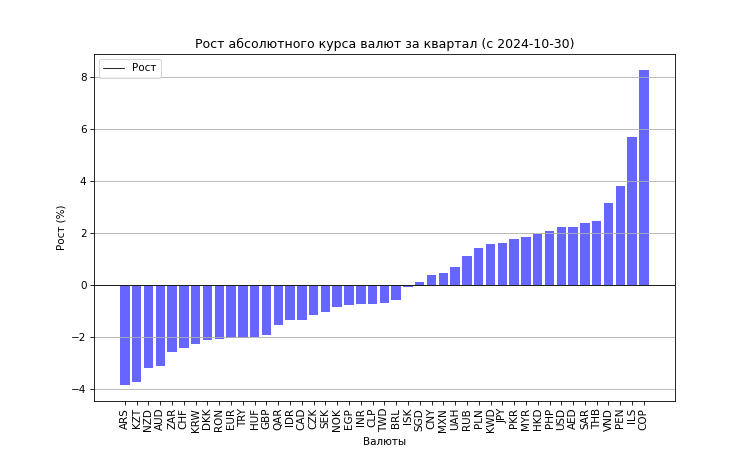 Рост абсолютного курса валют за квартал (с 2024-10-30)
Рост
8
6
4
2
0
−2
−4
Рост (%)
ARS KZT NZD AUD ZAR CHF KRW DKK RON EUR TRY HUF GBP QAR IDR CAD CZK SEK NOK EGP INR CLP TWD BRL ISK SGD CNY MXN UAH RUB PLN KWD JPY PKR MYR HKD PHP USD AED SAR THB VND PEN ILS COP
Валюты